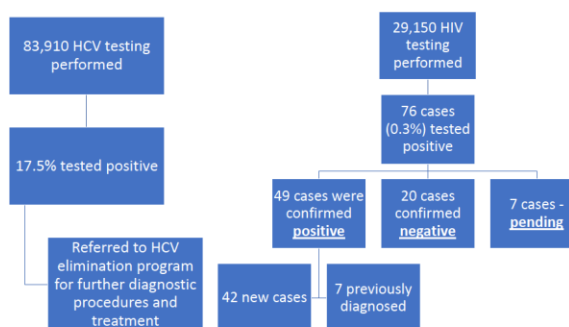 83,910 HCV testing
performed
17.5% tested positive
Referred to HCV
elimination program
for further diagnostic
procedures and
treatment
29,150 HIV
testing
performed
76 cases
(0.3%) tested
positive
49 cases were
confirmed
positive
20 cases
confirmed
negative
7 cases -
pending
42 new cases
7 previously
diagnosed